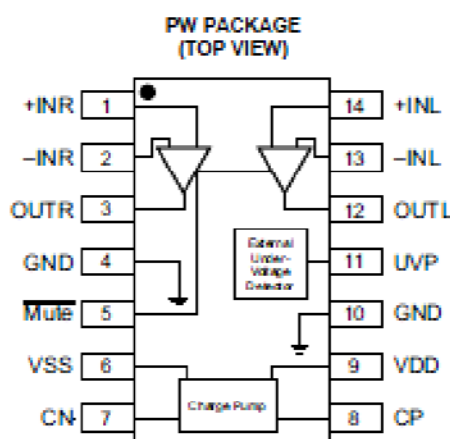 PW PACKAGE
(TOP VIEW)
+INR 1 14 +INL
–INR 2 13 –INL
OUTR 3 12 OUTL
GND 4 11 UVP
External
Under-
Voltage
Detector
Mute 5 10 GND
VSS 6 9 VDD
CN 7 8 CP
Charge Pump